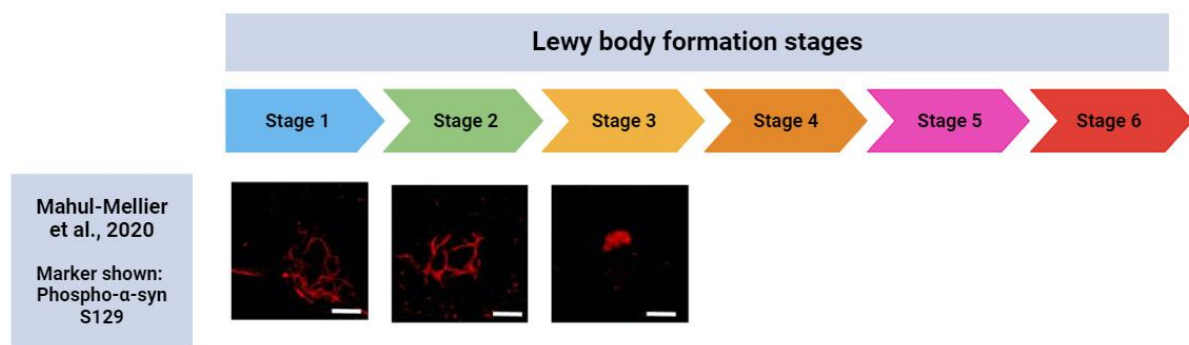 Lewy body formation stages
Stage 1
Stage 2
Stage 3
Stage 4
Stage 5
Stage 6
Mahul-Mellier
et al., 2020
Marker shown:
Phospho-α-syn
S129